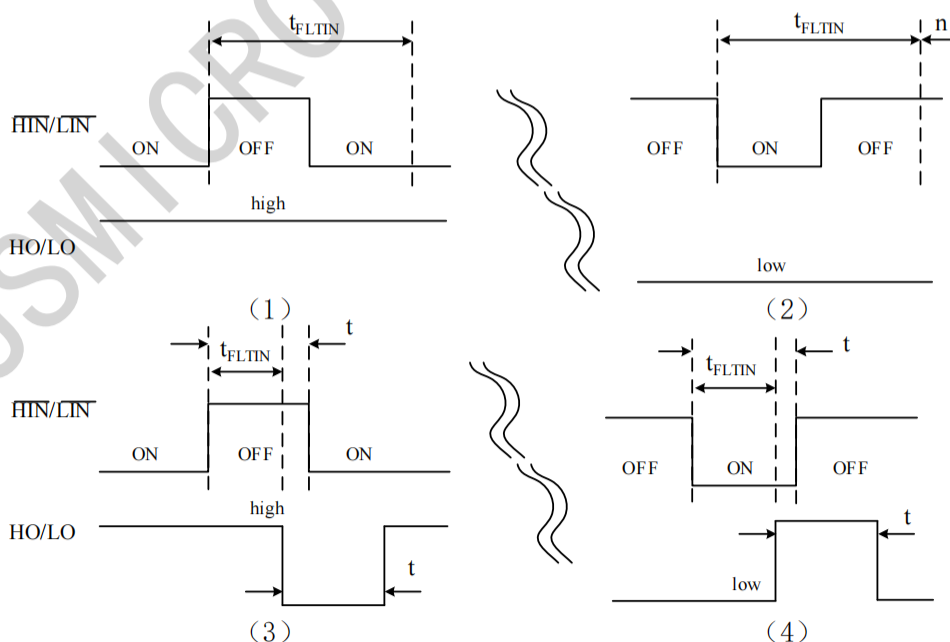 tFLTIN
HIN/LIN
ON
OFF
ON
high
HO/LO
(1)
tFLTIN
n
OFF
ON
OFF
low
(2)
t
tFLTIN
HIN/LIN
ON
OFF
ON
high
HO/LO
t
(3)
t
tFLTIN
OFF
ON
OFF
t
low
(4)